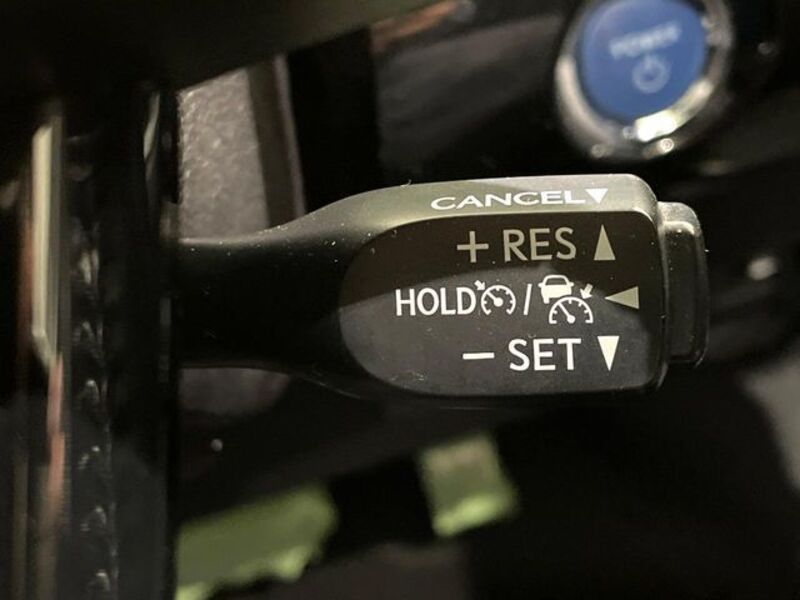 POWER
CANCEL▼
+ RES ▲
HOLD / ◀
− SET ▼